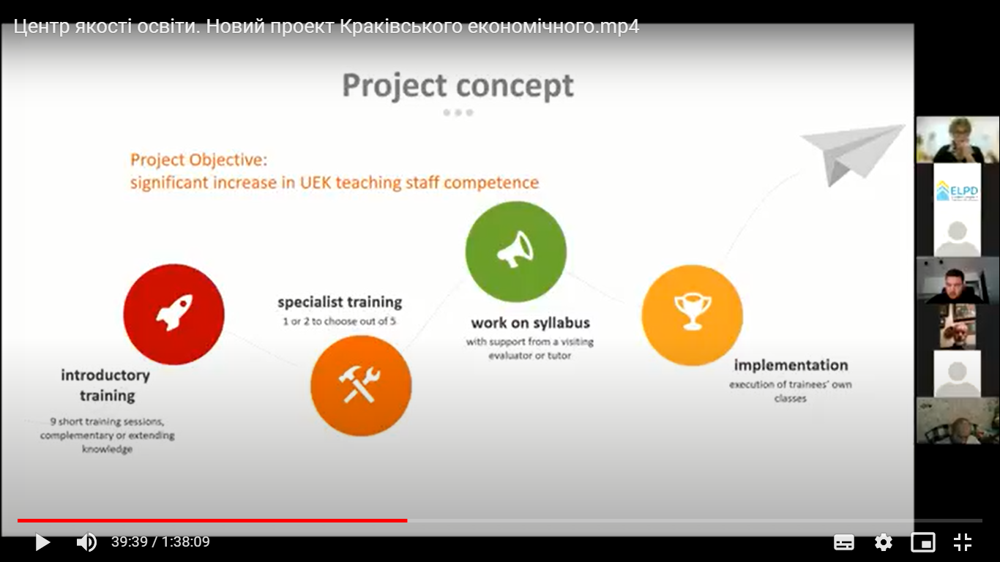 Центр якості освіти. Новий проект Краківського економічного.mp4
Project concept
Project Objective:
significant increase in UEK teaching staff competence
introductory
training
9 short training sessions,
complementary or extending
knowledge
specialist training
1 or 2 to choose out of 5
work on syllabus
with support from a visiting
evaluator or tutor
implementation
execution of trainees' own
classes
ELPD
39:39 / 1:38:09